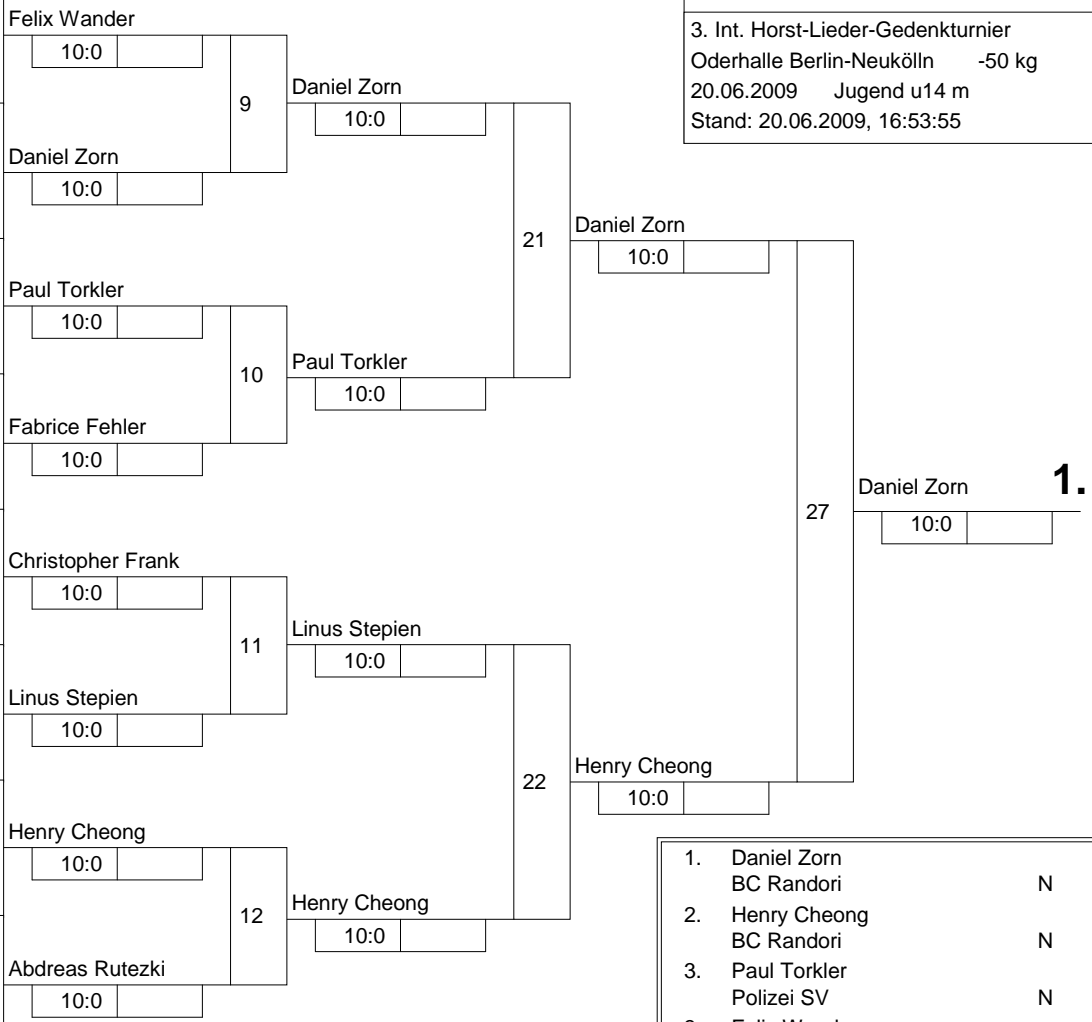 Felix Wander
10:0
3. Int. Horst-Lieder-Gedenkturnier
Oderhalle Berlin-Neukölln -50 kg
20.06.2009 Jugend u14 m
Stand: 20.06.2009, 16:53:55
9
Daniel Zorn
10:0
Daniel Zorn
10:0
21
Daniel Zorn
10:0
Paul Torkler
10:0
10
Paul Torkler
10:0
Fabrice Fehler
10:0
27
Daniel Zorn 1.
10:0
Christopher Frank
10:0
11
Linus Stepien
10:0
Linus Stepien
10:0
22
Henry Cheong
10:0
Henry Cheong
10:0
12
Henry Cheong
10:0
Abdreas Rutezki
10:0
1. Daniel Zorn
BC Randori N
2. Henry Cheong
BC Randori N
3. Paul Torkler
Polizei SV N